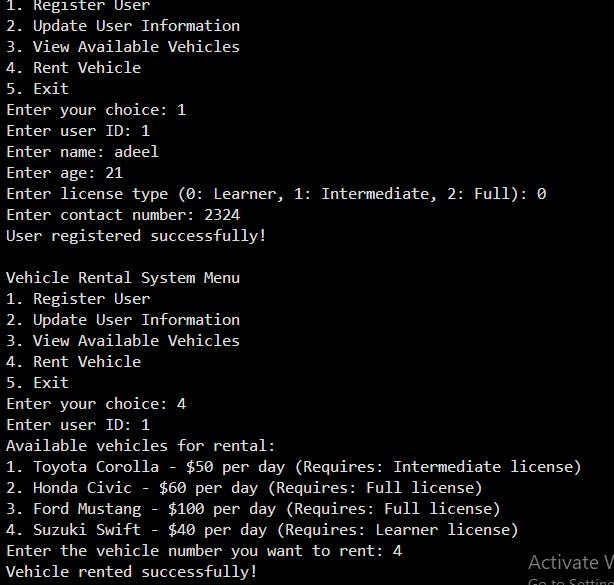 1. Register User
2. Update User Information
3. View Available Vehicles
4. Rent Vehicle
5. Exit
Enter your choice: 1
Enter user ID: 1
Enter name: adeel
Enter age: 21
Enter license type (0: Learner, 1: Intermediate, 2: Full): 0
Enter contact number: 2324
User registered successfully!
Vehicle Rental System Menu
1. Register User
2. Update User Information
3. View Available Vehicles
4. Rent Vehicle
5. Exit
Enter your choice: 4
Enter user ID: 1
Available vehicles for rental:
1. Toyota Corolla - $50 per day (Requires: Intermediate license)
2. Honda Civic - $60 per day (Requires: Full license)
3. Ford Mustang - $100 per day (Requires: Full license)
4. Suzuki Swift - $40 per day (Requires: Learner license)
Enter the vehicle number you want to rent: 4
Vehicle rented successfully!
Activate
Go to